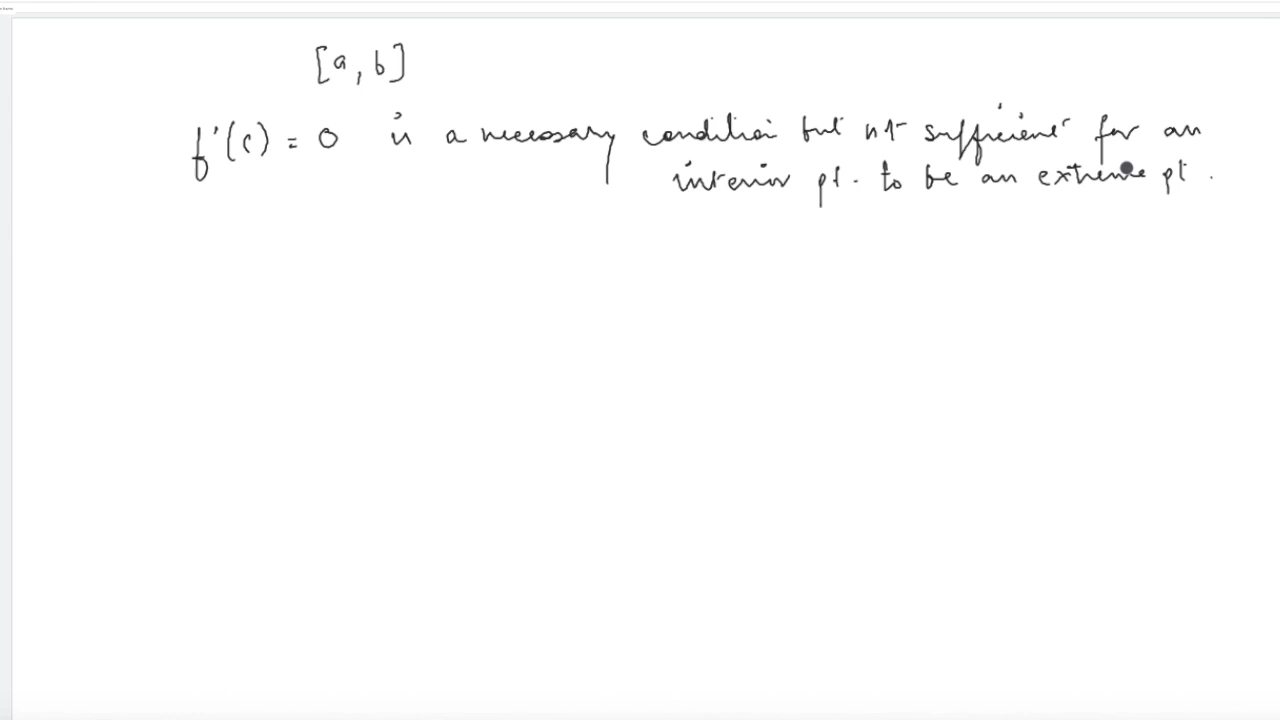 [a, b]
f'(c) = 0 is a necessary condition but not sufficient for an
interior pt. to be an extreme pt.